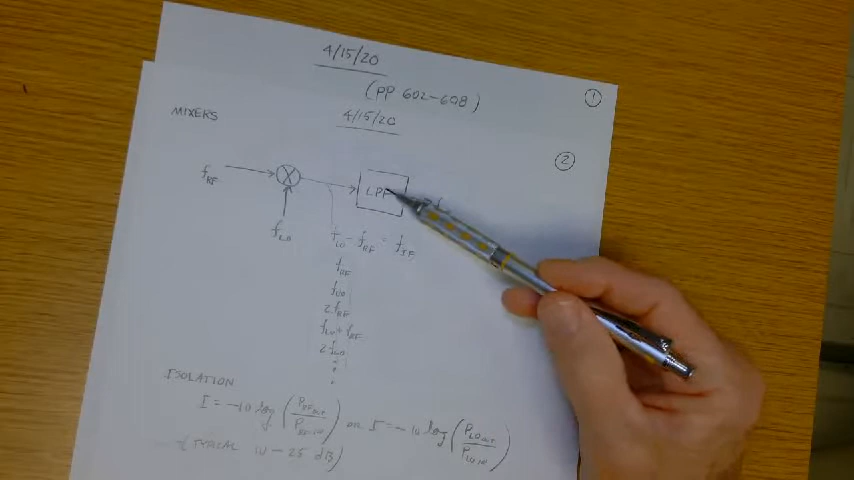 4/15/20
(PP 602-608)
1
4/15/20
MIXERS
2
f_RF
X
LPF
f_LO
f_LO - f_RF = f_IF
f_RF
f_LO
2f_RF
f_LO + f_RF
2f_LO
ISOLATION
I = -10 log (P_RF out / P_RF in) or I = -10 log (P_LO out / P_LO in)
(TYPICAL 10 - 25 dB)